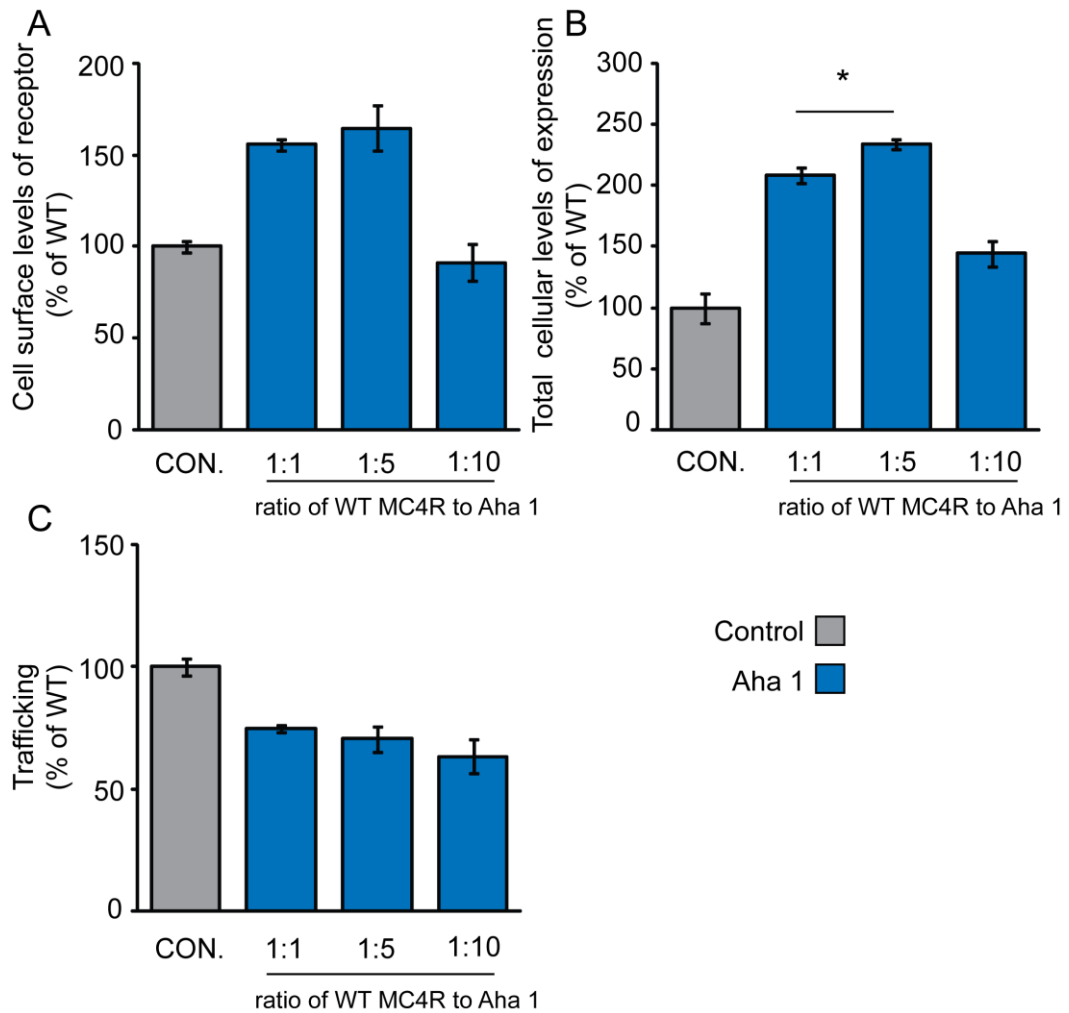 A
Cell surface levels of receptor
(% of WT)
200
150
100
50
0
CON.
1:1
1:5
1:10
ratio of WT MC4R to Aha 1
B
Total cellular levels of expression
(% of WT)
300
250
200
150
100
50
0
*
CON.
1:1
1:5
1:10
ratio of WT MC4R to Aha 1
C
Trafficking
(% of WT)
150
100
50
0
CON.
1:1
1:5
1:10
ratio of WT MC4R to Aha 1
Control
Aha 1